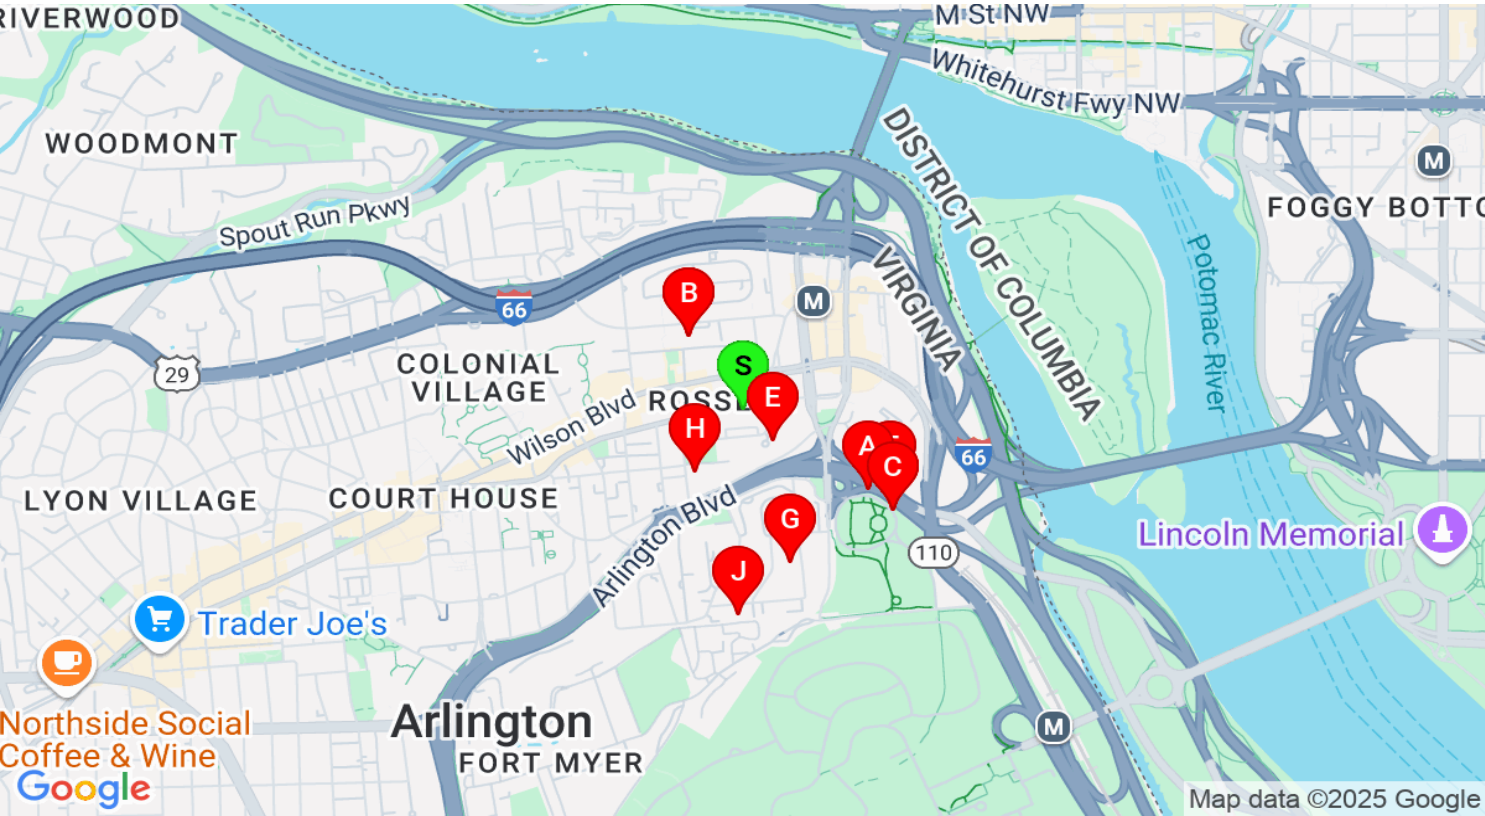 RIVERWOOD
M St NW
Whitehurst Fwy NW
WOODMONT
M
DISTRICT OF COLUMBIA
VIRGINIA
FOGGY BOTTO
Spout Run Pkwy
Potomac River
B
M
66
29
COLONIAL
VILLAGE
S
E
Wilson Blvd
ROSS
H
A
C
66
LYON VILLAGE
COURT HOUSE
Arlington Blvd
G
110
Lincoln Memorial
J
Trader Joe's
Arlington
M
Northside Social
Coffee & Wine
FORT MYER
Google
Map data ©2025 Google